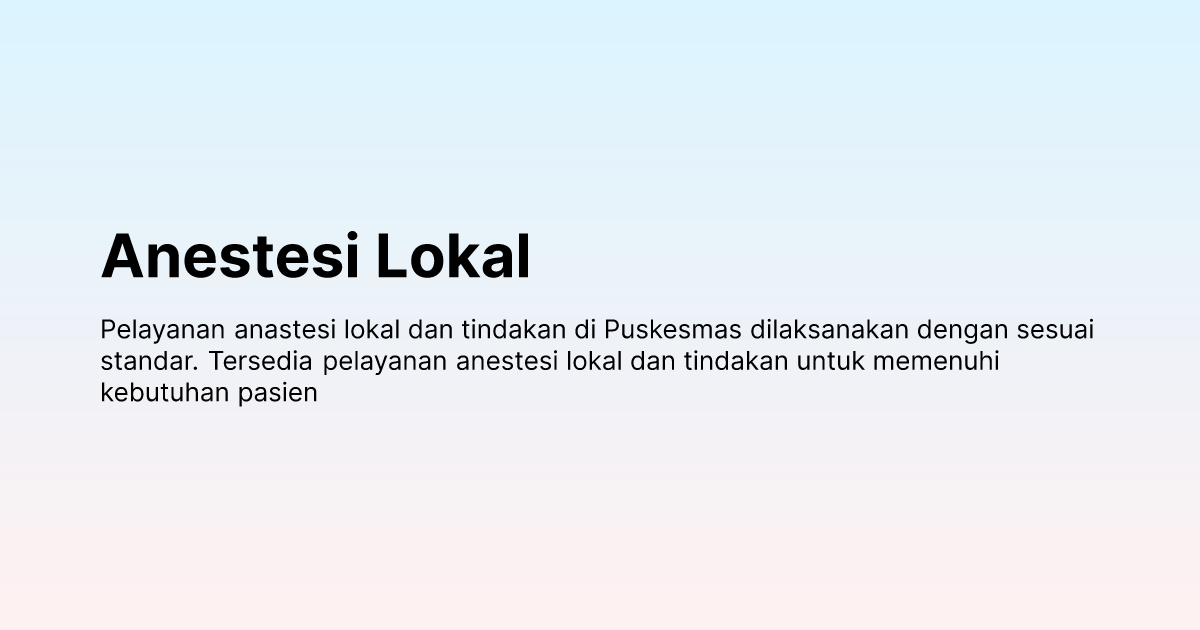 Anestesi Lokal
Pelayanan anastesi lokal dan tindakan di Puskesmas dilaksanakan dengan sesuai
standar. Tersedia pelayanan anestesi lokal dan tindakan untuk memenuhi
kebutuhan pasien